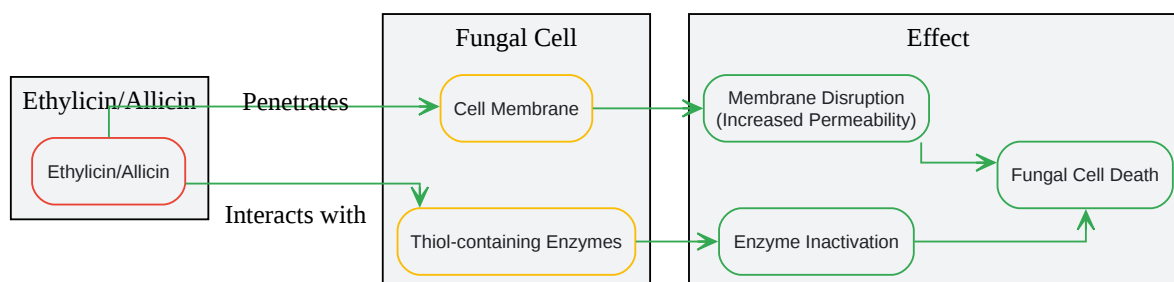 Ethylicin/Allicin
Ethylicin/Allicin
Penetrates
Interacts with
Fungal Cell
Cell Membrane
Thiol-containing Enzymes
Effect
Membrane Disruption
(Increased Permeability)
Enzyme Inactivation
Fungal Cell Death